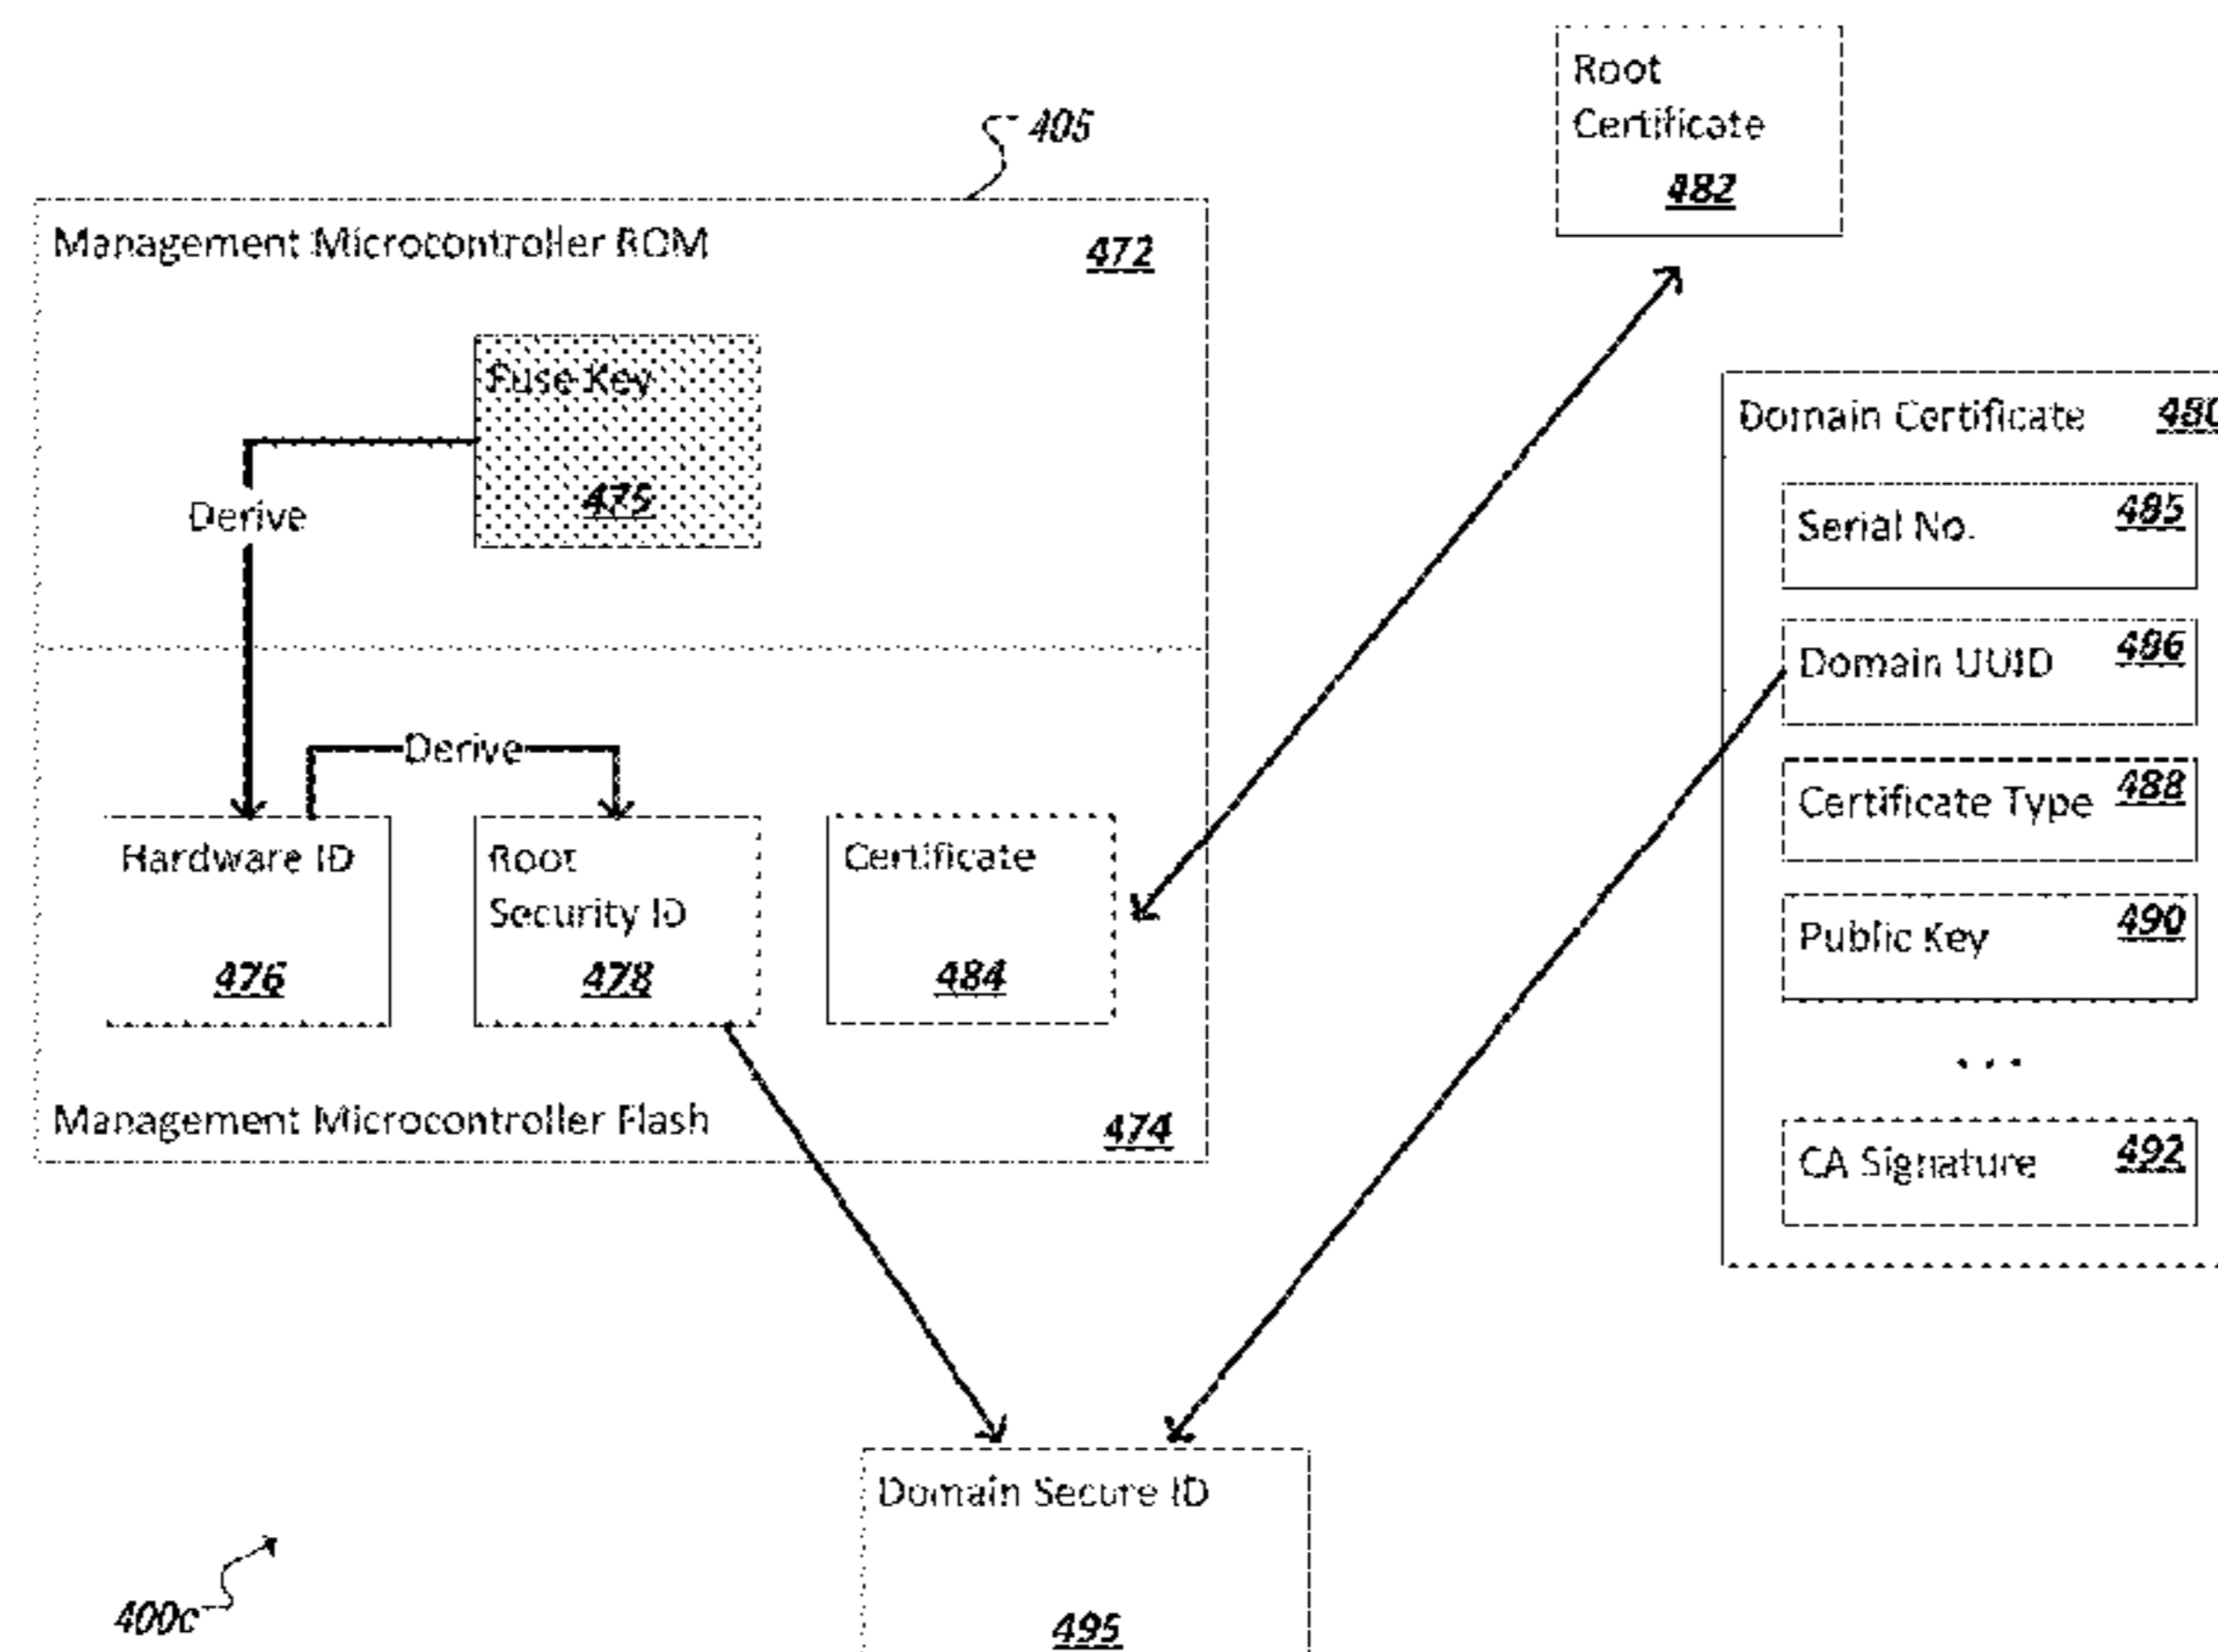 405
Root
Certificate
482
Management Microcontroller ROM 472
Fuse Key
475
Derive
Domain Certificate 480
Serial No. 485
Domain UUID 486
Certificate Type 488
Public Key 490
...
CA Signature 492
Derive
Hardware ID
476
Root
Security ID
478
Certificate
484
Management Microcontroller Flash 474
Domain Secure ID
495
400c